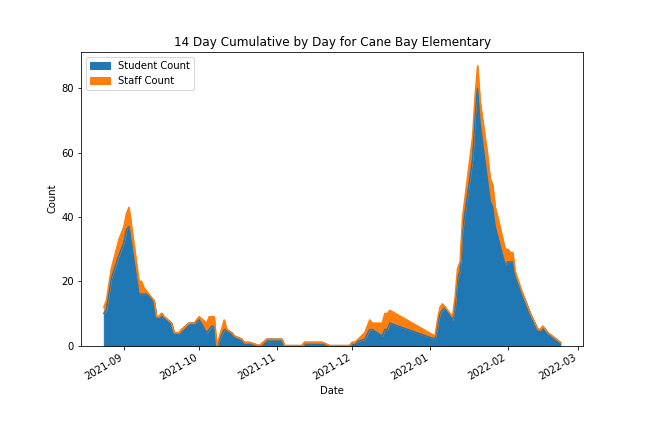 14 Day Cumulative by Day for Cane Bay Elementary
Student Count
Staff Count
80
60
40
20
0
Count
2021-09
2021-10
2021-11
2021-12
2022-01
2022-02
2022-03
Date